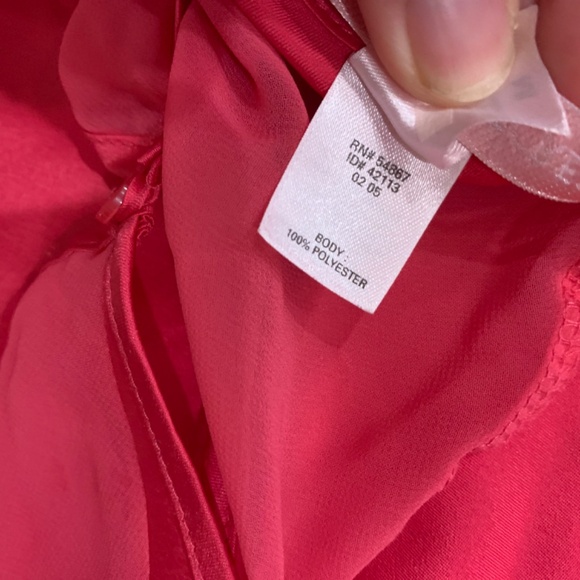 RN# 54867
ID# 42113
02 05
BODY :
100% POLYESTER